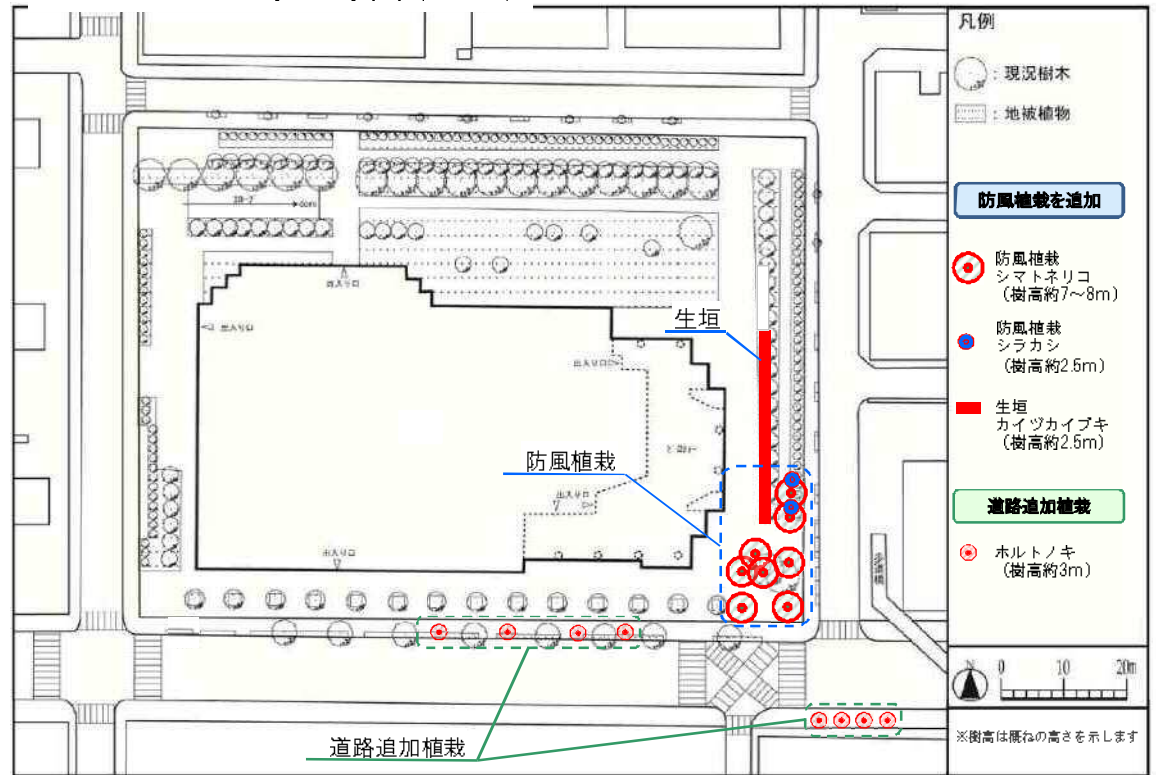 凡例
：現況樹木
：地被植物
防風植栽を追加
防風植栽
シマトネリコ
（樹高約7～8m）
防風植栽
シラカシ
（樹高約2.5m）
生垣
カイヅカイブキ
（樹高約2.5m）
道路追加植栽
ホルトノキ
（樹高約3m）
N
0 10 20m
※樹高は概ねの高さを示します
生垣
防風植栽
道路追加植栽
出入り口
出入り口
出入り口
出入り口
出入り口